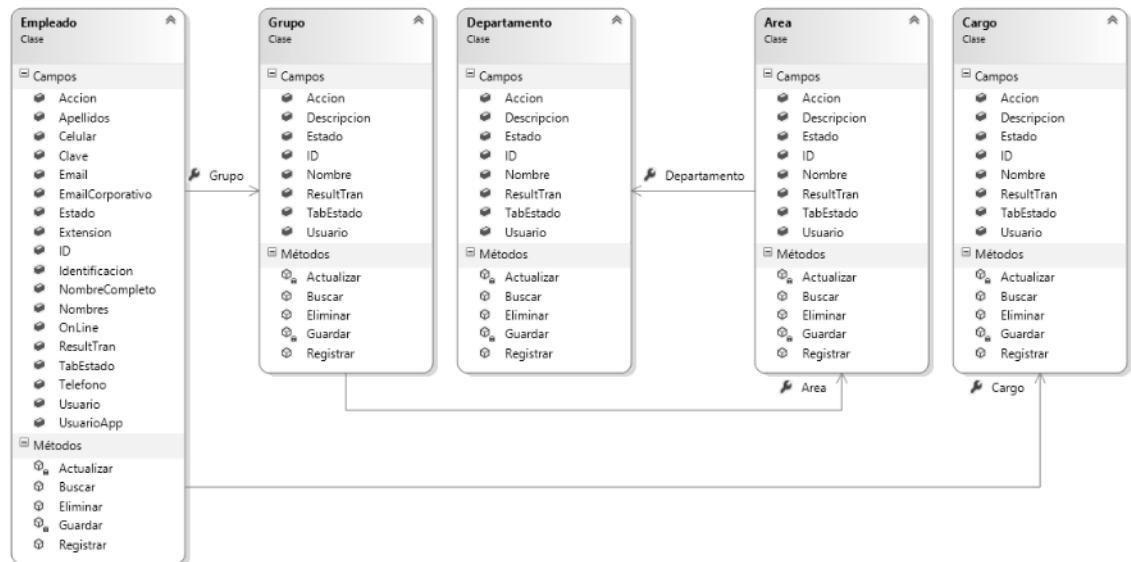 Empleado
Clase
Campos
Accion
Apellidos
Celular
Clave
Email
EmailCorporativo
Estado
Extension
ID
Identificacion
NombreCompleto
Nombres
OnLine
ResultTran
TabEstado
Telefono
Usuario
UsuarioApp
Métodos
Actualizar
Buscar
Eliminar
Guardar
Registrar
Grupo
Grupo
Clase
Campos
Accion
Descripcion
Estado
ID
Nombre
ResultTran
TabEstado
Usuario
Métodos
Actualizar
Buscar
Eliminar
Guardar
Registrar
Departamento
Clase
Campos
Accion
Descripcion
Estado
ID
Nombre
ResultTran
TabEstado
Usuario
Métodos
Actualizar
Buscar
Eliminar
Guardar
Registrar
Departamento
Area
Clase
Campos
Accion
Descripcion
Estado
ID
Nombre
ResultTran
TabEstado
Usuario
Métodos
Actualizar
Buscar
Eliminar
Guardar
Registrar
Area
Cargo
Clase
Campos
Accion
Descripcion
Estado
ID
Nombre
ResultTran
TabEstado
Usuario
Métodos
Actualizar
Buscar
Eliminar
Guardar
Registrar
Cargo